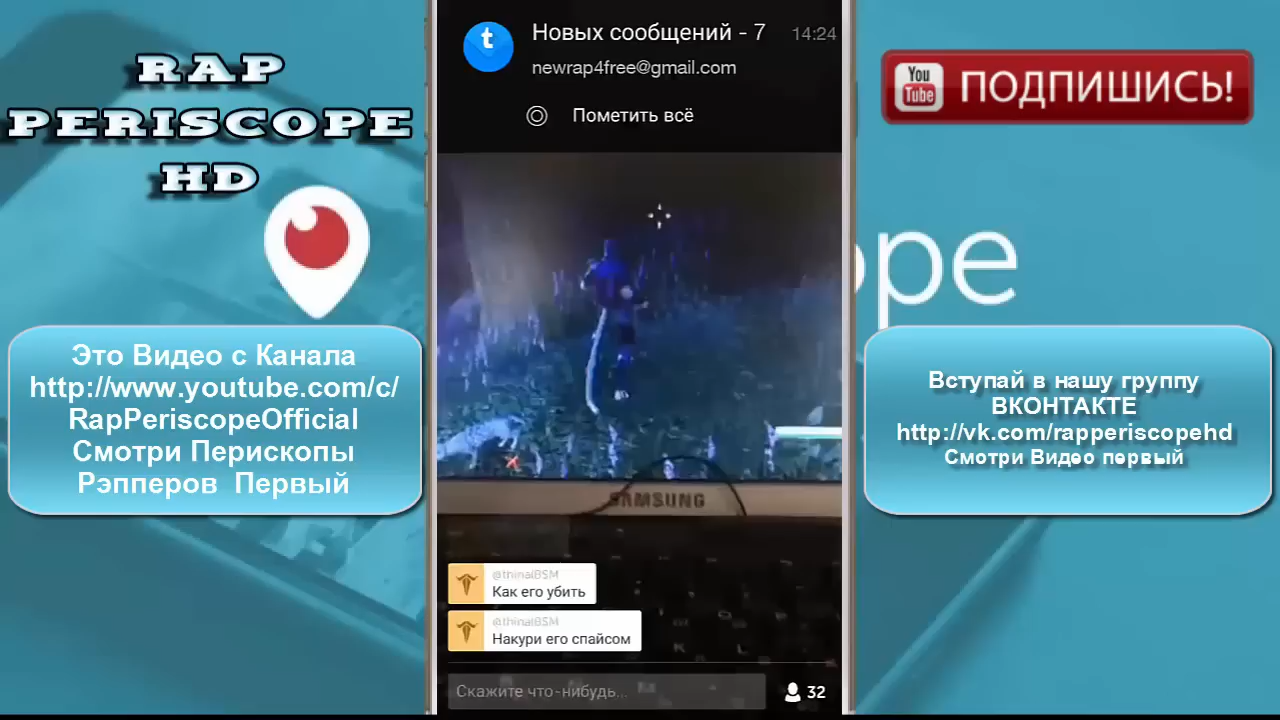 RAP
PERISCOPE
HD
Это Видео с Канала
http://www.youtube.com/c/
RapPeriscopeOfficial
Смотри Перископы
Рэпперов Первый
t
Новых сообщений - 7
14:24
newrap4free@gmail.com
Пометить всё
SAMSUNG
@thinalBSM
Как его убить
@thinalBSM
Накури его спайсом
Скажите что-нибудь...
32
You
Tube
ПОДПИШИСЬ!
ope
Вступай в нашу группу
ВКОНТАКТЕ
http://vk.com/rapperiscopehd
Смотри Видео первый